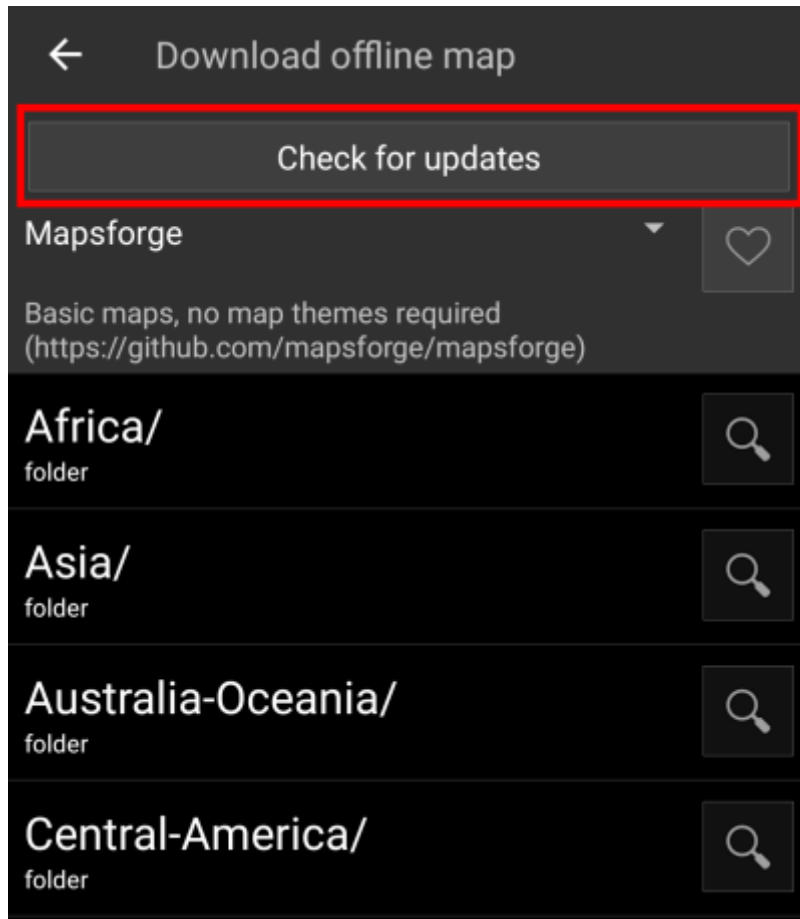 Download offline map
Check for updates
Mapsforge
Basic maps, no map themes required
(https://github.com/mapsforge/mapsforge)
Africa/
folder
Asia/
folder
Australia-Oceania/
folder
Central-America/
folder